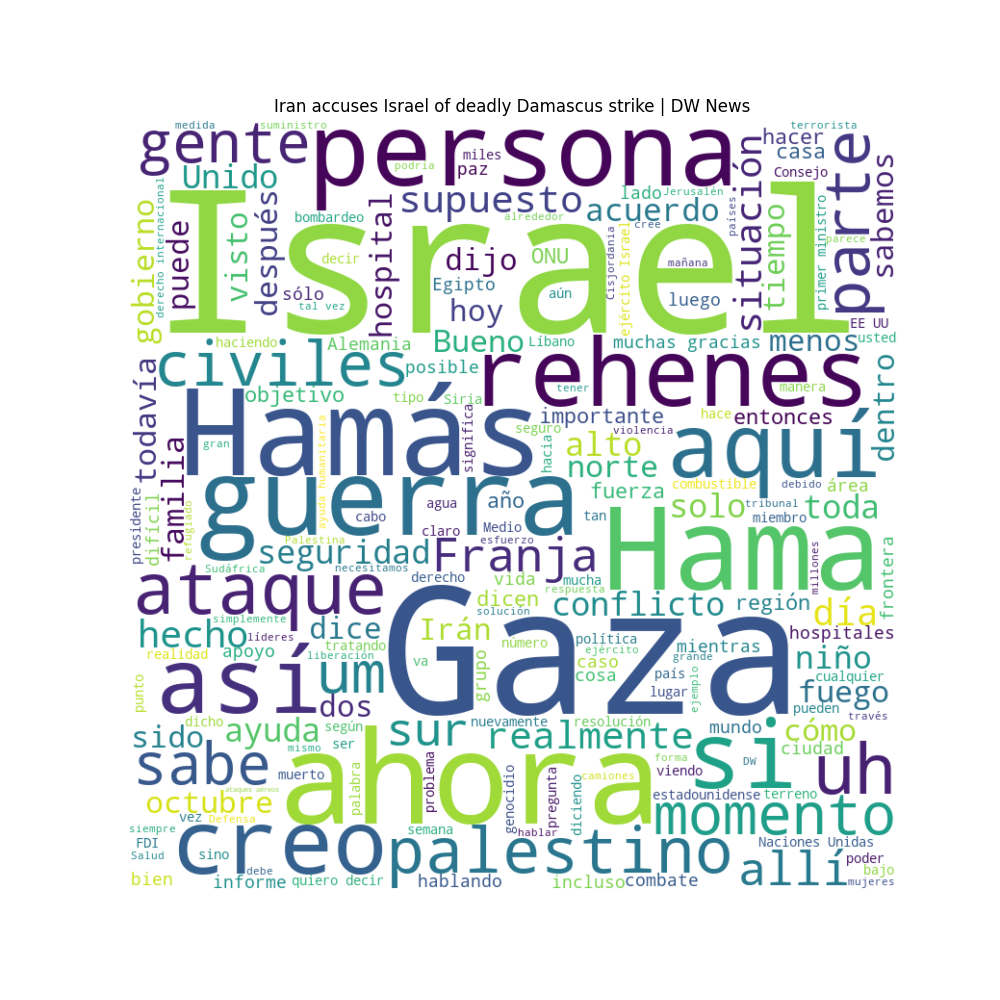 Iran accuses Israel of deadly Damascus strike | DW News
medida
suministro
terrorista
gente
persona
podría
miles
paz
hacer
casa
Consejo
parte
sabemos
Unido
derecho internacional
gobierno
puede
visto
después
bombardeo
hospital
supuesto
lado
Jerusalén
acuerdo
situación
países
tiempo
primer ministro
parece
Israel
alrededor
cree
decir
dijo
ONU
Cisjordania
ejército Israel
mañana
sólo
tal vez
Egipto
aún
hoy
luego
EE UU
usted
haciendo
Alemania
Bueno
Líbano
muchas gracias
menos
civiles
posible
rehenes
todavía
objetivo
tipo
Siria
tener
manera
dentro
Hamás
importante
hace
entonces
gran
ayuda humanitaria
significa
seguro
violencia
hacia
alto
aquí
familia
norte
guerra
combustible
debido
área
presidente
difícil
refugiado
agua
año
fuerza
solo
tribunal
toda
cabo
claro
Medio
tan
miembro
Palestina
esfuerzo
Hama
seguridad
Franja
millones
frontera
Sudáfrica
necesitamos
derecho
vida
mucha
respuesta
ataque
dicen
conflicto
región
día
solución
simplemente
hecho
líderes
dice
Irán
número
política
ejército
hospitales
Gaza
realidad
apoyo
tratando
liberación
va
grupo
caso
cosa
mientras
grande
país
lugar
ejemplo
niño
cualquier
así
um
fuego
punto
dos
pueden
través
dicho
sur
nuevamente
resolución
mundo
cómo
sido
ayuda
según
ser
mismo
realmente
ciudad
sabe
muerto
ahora
forma
viendo
si
DW
uh
ataques aéreos
palabra
problema
genocidio
pregunta
camiones
estadounidense
terreno
octubre
vez
Defensa
diciendo
momento
siempre
FDI
creo
semana
hablar
Naciones Unidas
Salud
sino
debe
palestino
allí
poder
bajo
bien
informe
quiero decir
hablando
incluso
combate
mujeres